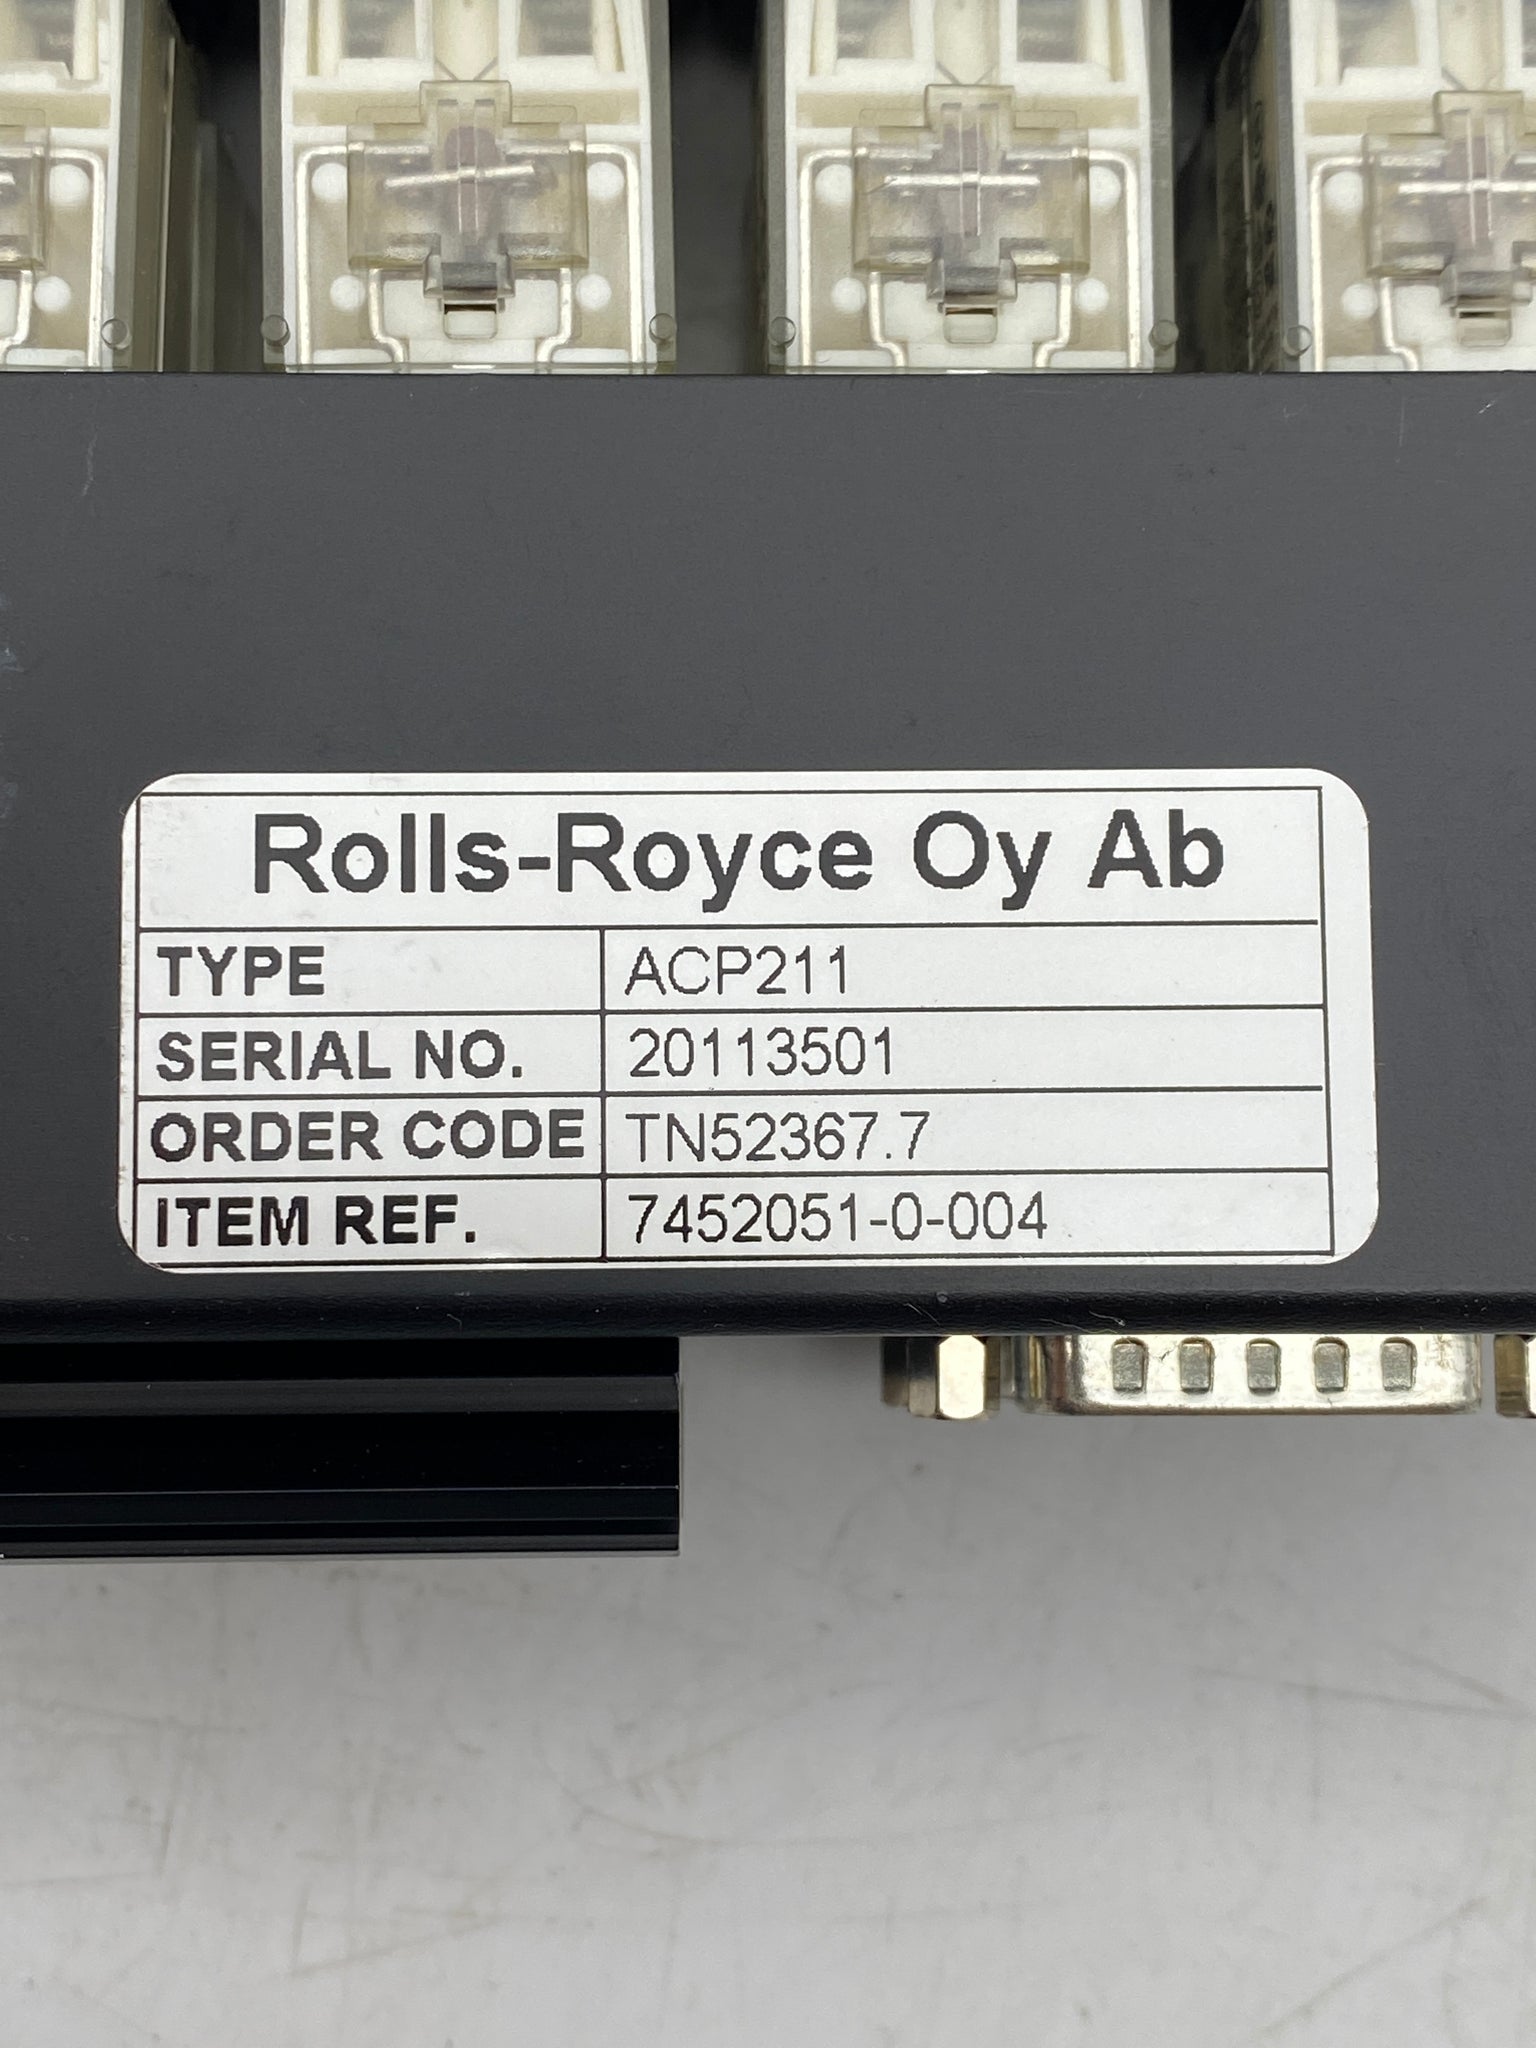 Rolls-Royce Oy Ab
TYPE ACP211
SERIAL NO. 20113501
ORDER CODE TN52367.7
ITEM REF. 7452051-0-004